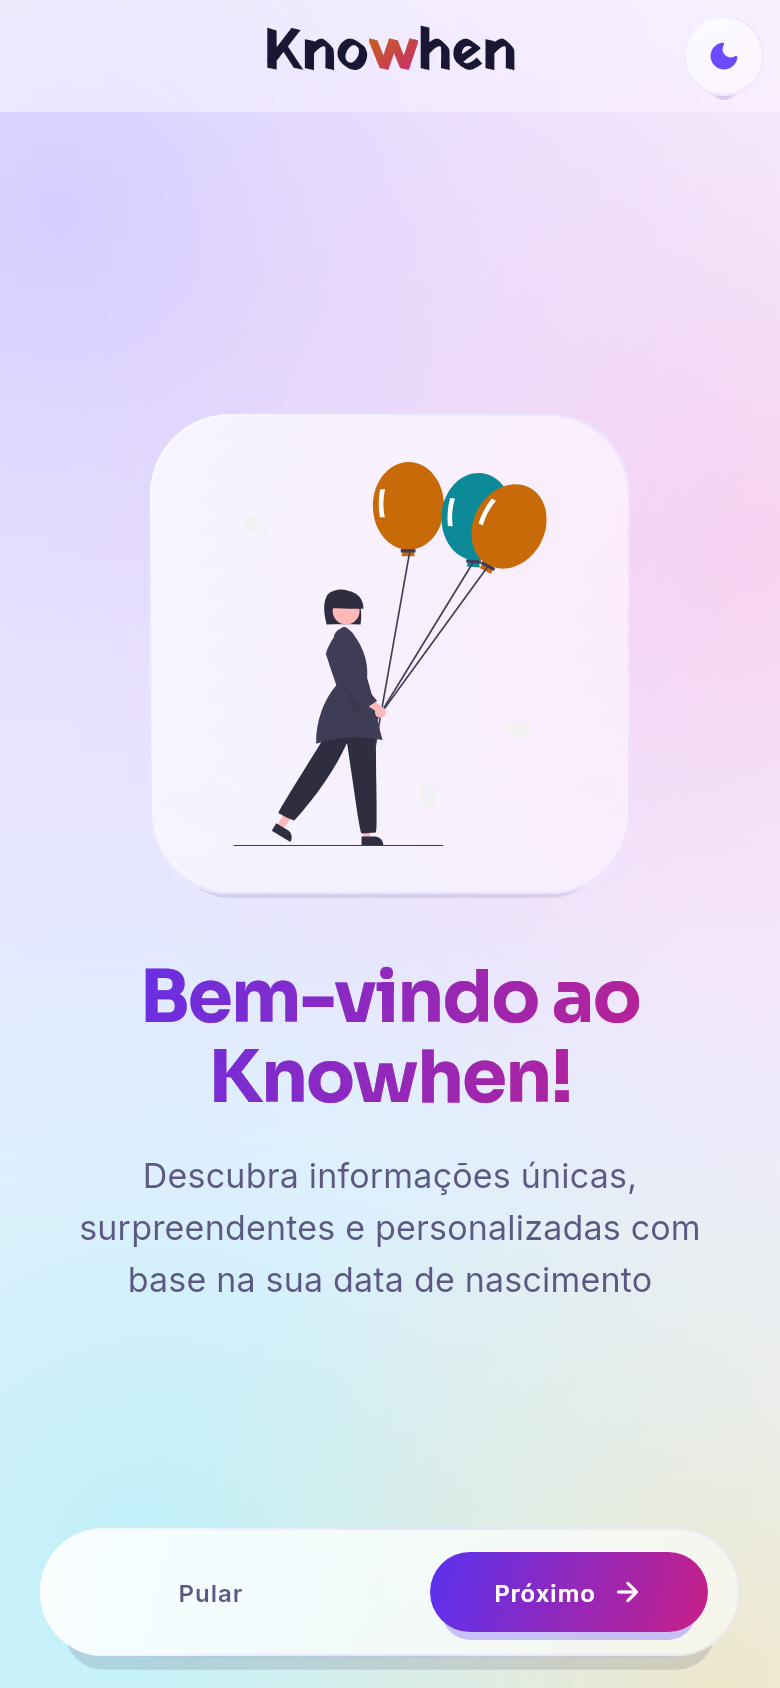 Knowhen
Bem-vindo ao
Knowhen!
Descubra informações únicas,
surpreendentes e personalizadas com
base na sua data de nascimento
Pular
Próximo